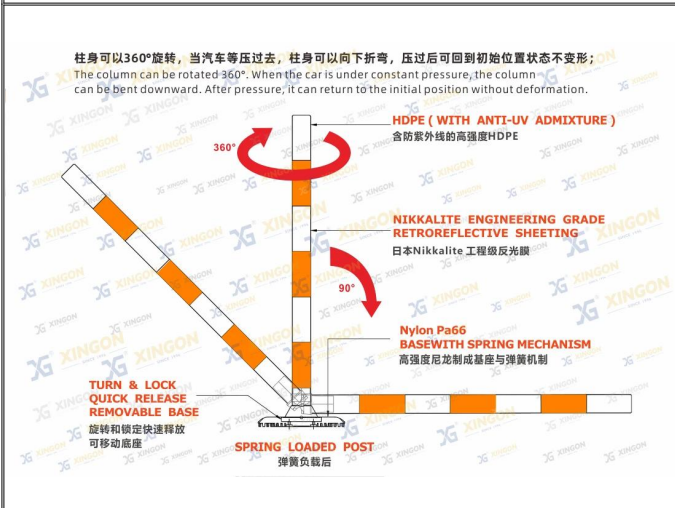 柱身可以360°旋转，当汽车等压过去，柱身可以向下折弯，压过后可回到初始位置状态不变形；
The column can be rotated 360°. When the car is under constant pressure, the column
can be bent downward. After pressure, it can return to the initial position without deformation.
HDPE ( WITH ANTI-UV ADMIXTURE )
含防紫外线的高强度HDPE
360°
NIKKALITE ENGINEERING GRADE
RETROREFLECTIVE SHEETING
日本Nikkalite 工程级反光膜
90°
Nylon Pa66
BASEWITH SPRING MECHANISM
高强度尼龙制成基座与弹簧机制
TURN & LOCK
QUICK RELEASE
REMOVABLE BASE
旋转和锁定快速释放
可移动底座
SPRING LOADED POST
弹簧负载后
XINGON